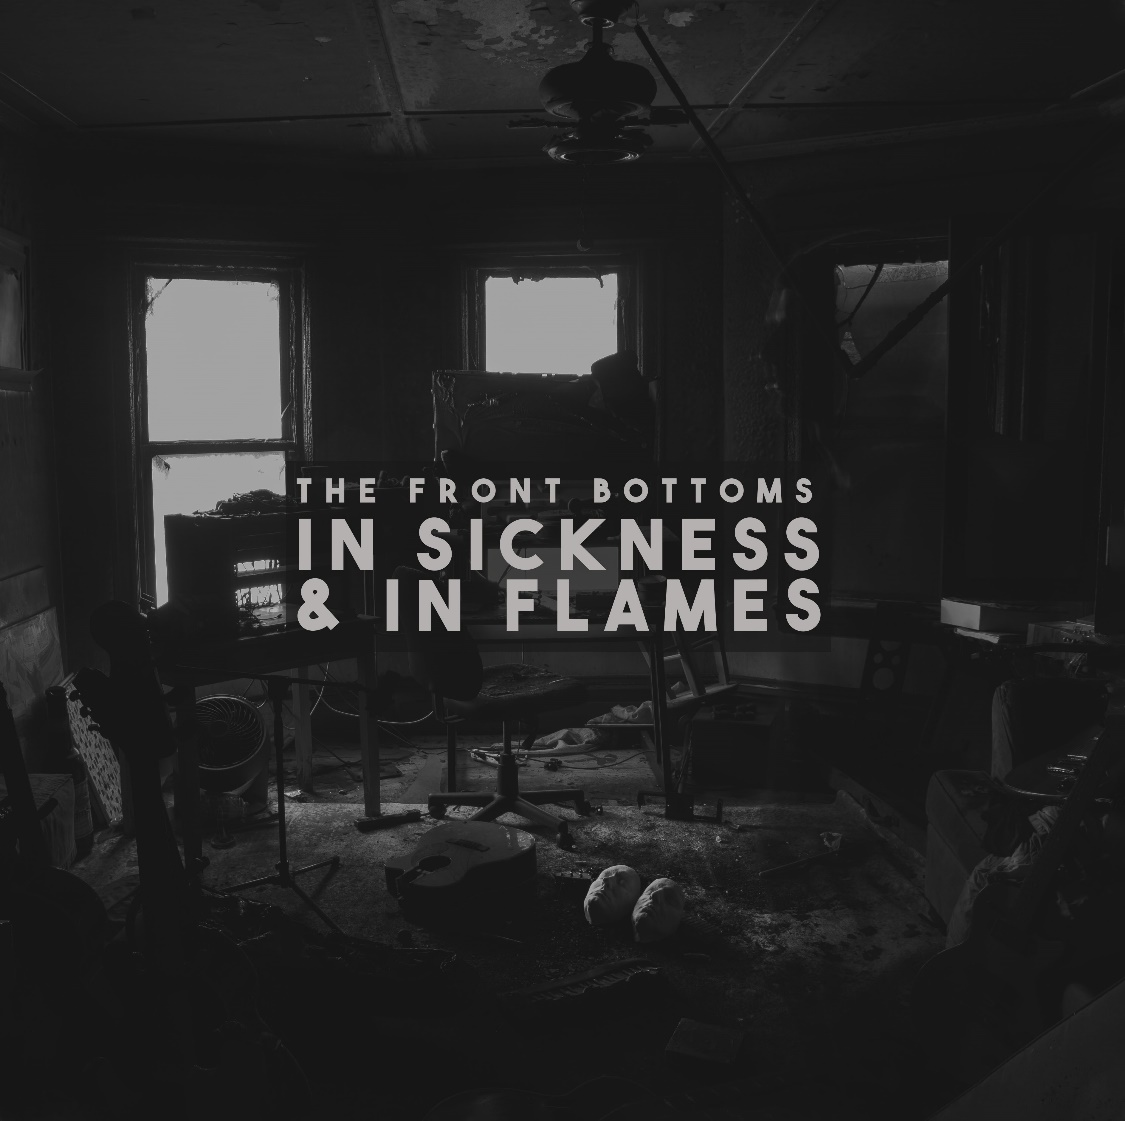 THE FRONT BOTTOMS
IN SICKNESS
& IN FLAMES